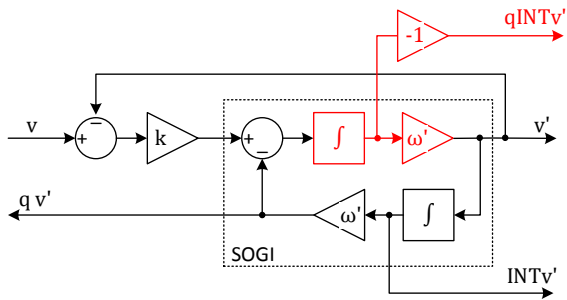 qINTv'
-1
v
+
−
k
+
−
∫
ω'
v'
q v'
ω'
∫
SOGI
INTv'